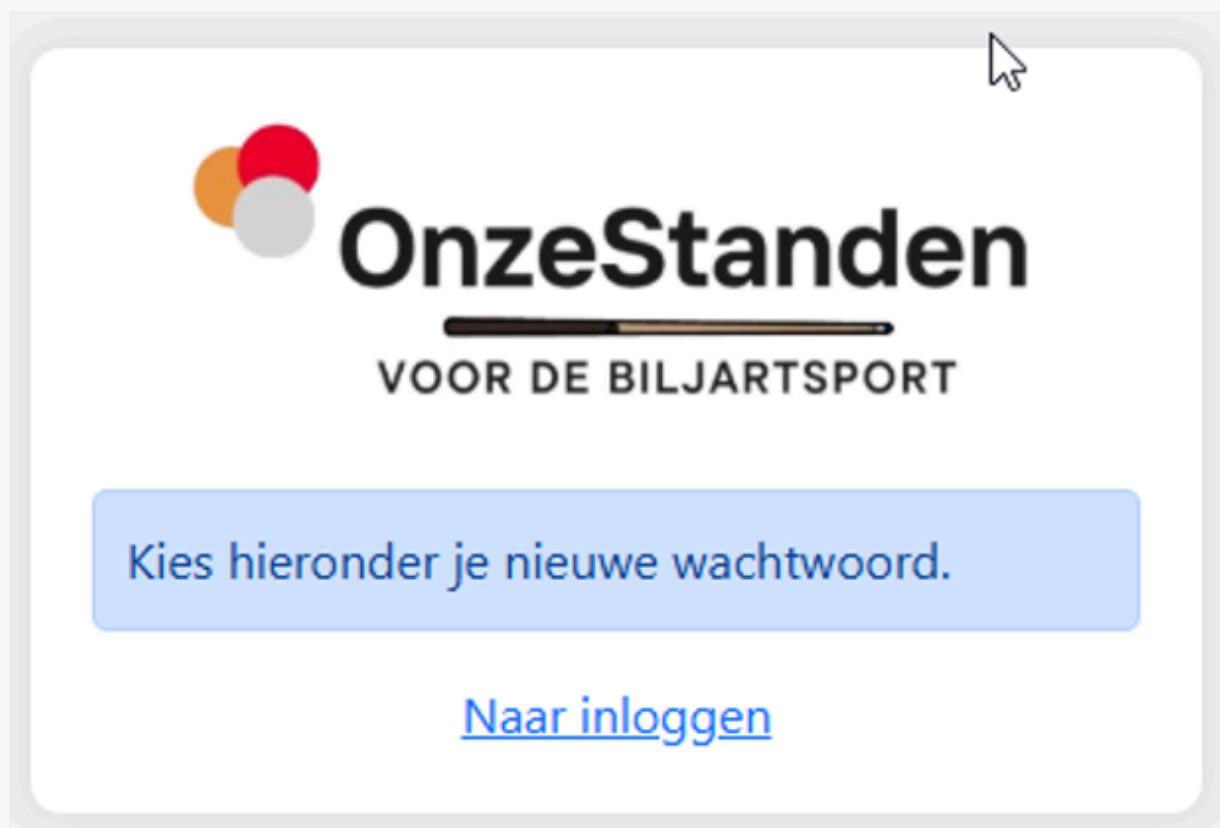 OnzeStanden
VOOR DE BILJARTSPORT
Kies hieronder je nieuwe wachtwoord.
Naar inloggen